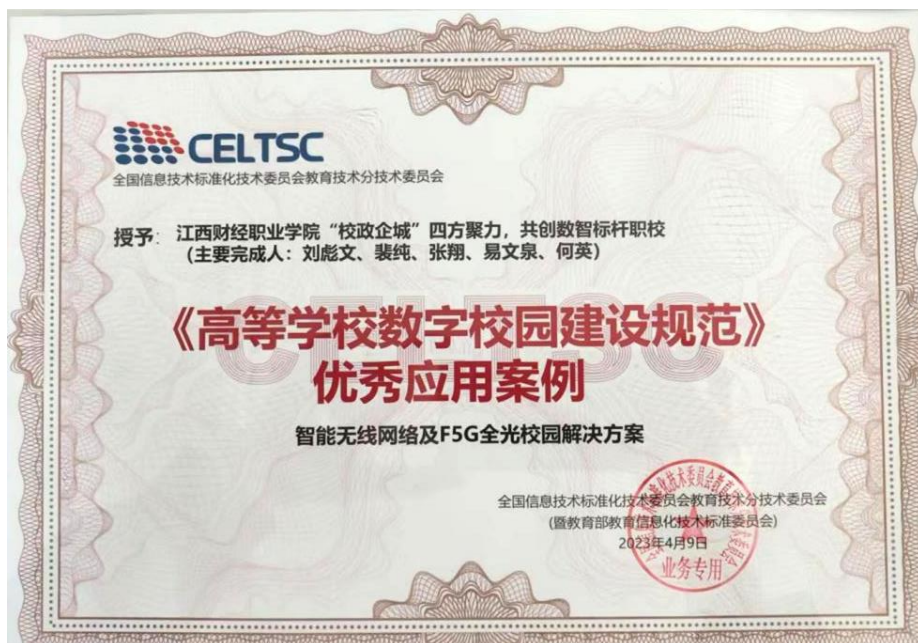 CELTSC
全国信息技术标准化技术委员会教育技术分技术委员会
授予：江西财经职业学院“校政企城”四方聚力，共创数智标杆职校
（主要完成人：刘彪文、裴纯、张翔、易文泉、何英）
《高等学校数字校园建设规范》
优秀应用案例
智能无线网络及F5G全光校园解决方案
全国信息技术标准化技术委员会教育技术分技术委员会
(暨教育部教育信息化技术标准委员会)
2023年4月9日
业务专用